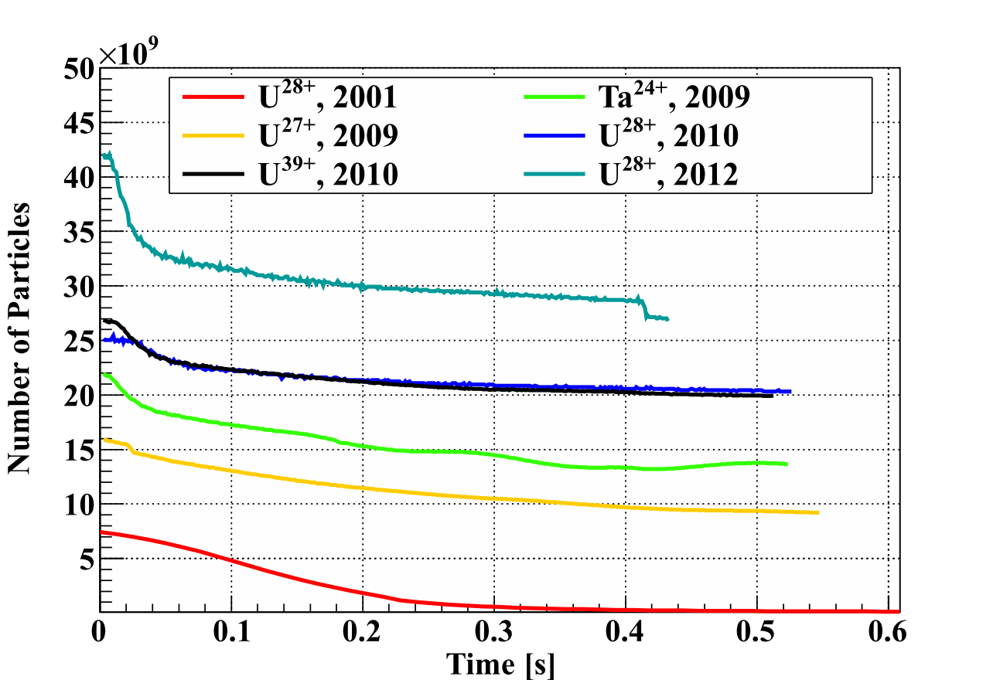 ×10⁹
50
45
40
35
30
25
20
15
10
5
Number of Particles
U²⁸⁺, 2001
Ta²⁴⁺, 2009
U²⁷⁺, 2009
U²⁸⁺, 2010
U³⁹⁺, 2010
U²⁸⁺, 2012
0 0.1 0.2 0.3 0.4 0.5 0.6
Time [s]